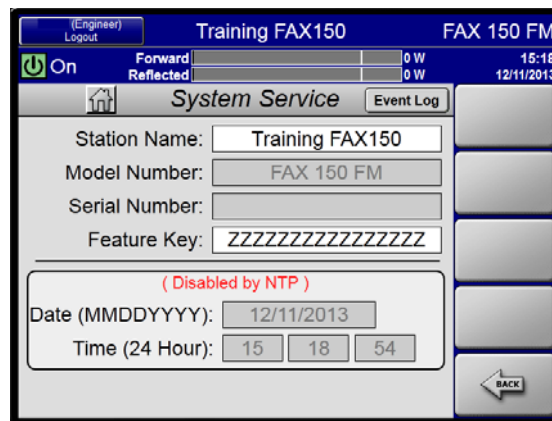 (Engineer)
Logout
Training FAX150
FAX 150 FM
On
Forward
0 W
Reflected
0 W
15:18
12/11/2013
System Service
Event Log
Station Name:
Training FAX150
Model Number:
FAX 150 FM
Serial Number:
Feature Key:
ZZZZZZZZZZZZZZZZ
( Disabled by NTP )
Date (MMDDYYYY):
12/11/2013
Time (24 Hour):
15
18
54
BACK